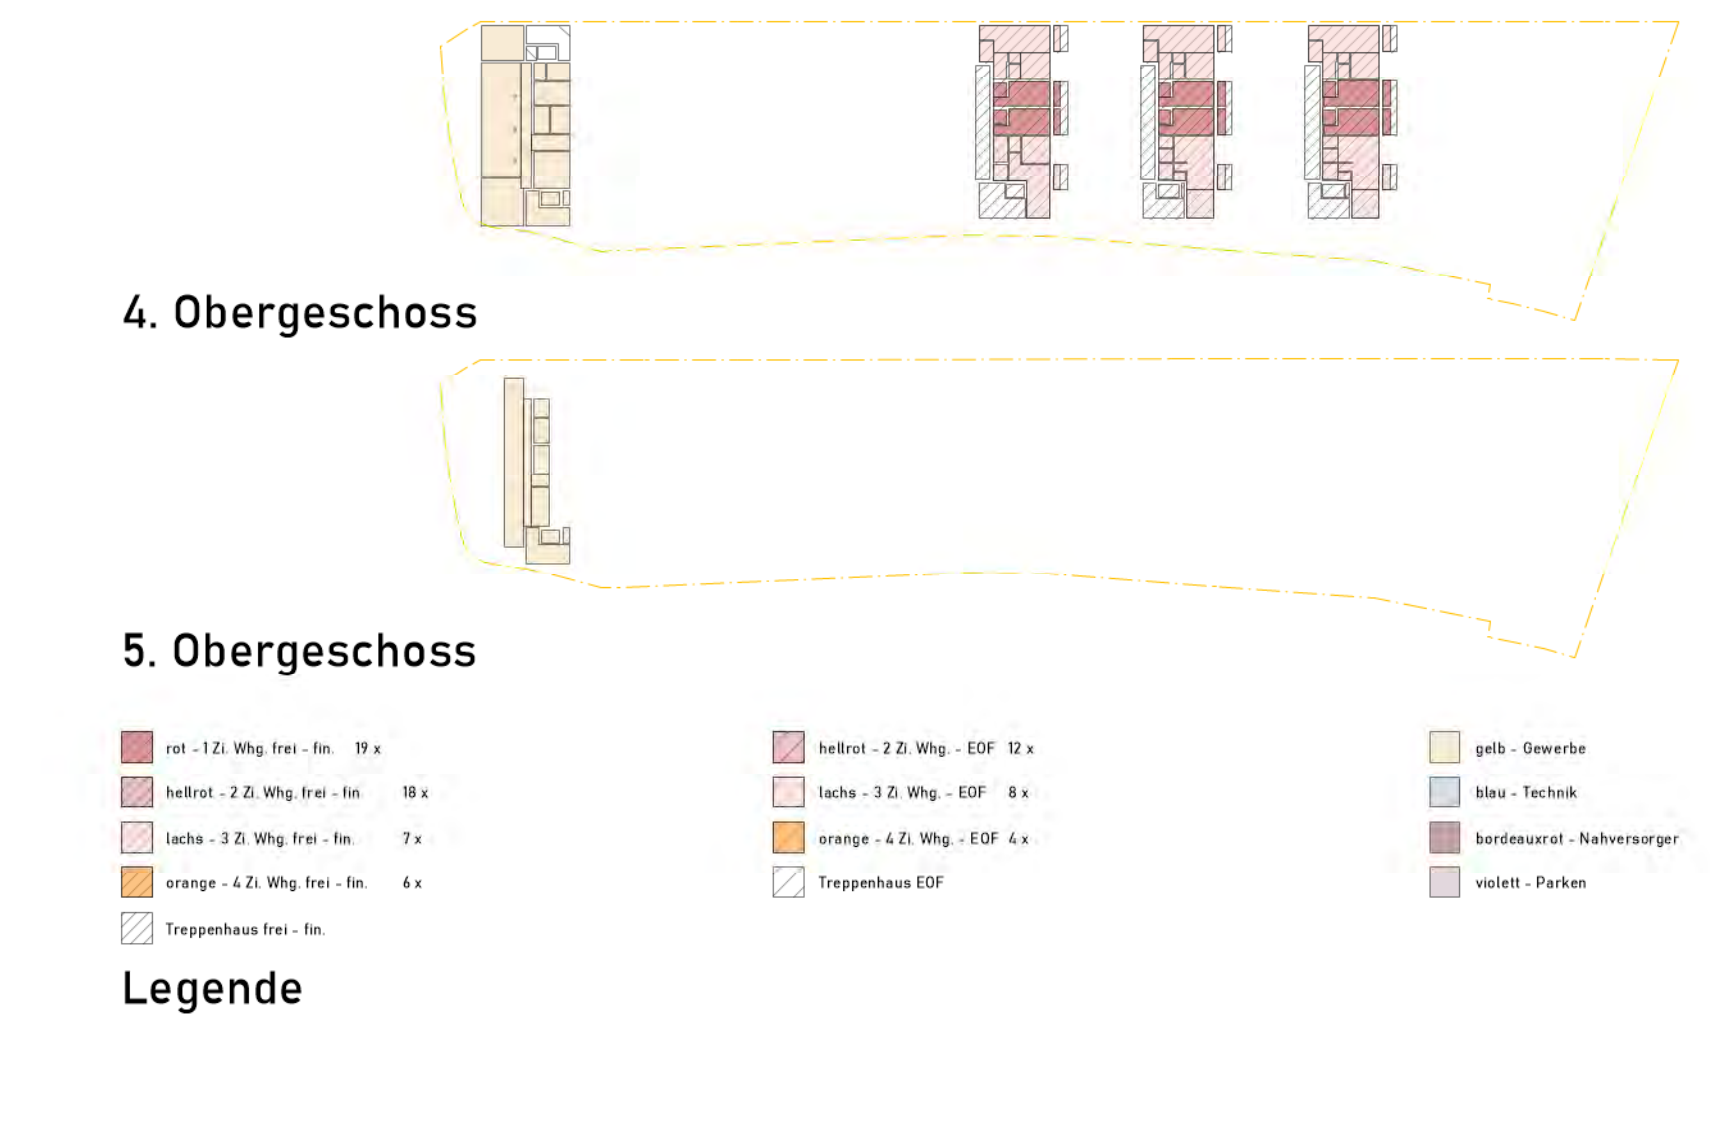 4. Obergeschoss
5. Obergeschoss
rot - 1 Zi. Whg. frei - fin. 19 x
hellrot - 2 Zi. Whg. frei - fin 18 x
lachs - 3 Zi. Whg. frei - fin. 7 x
orange - 4 Zi. Whg. frei - fin. 6 x
Treppenhaus frei - fin.
hellrot - 2 Zi. Whg. - EOF 12 x
lachs - 3 Zi. Whg. - EOF 8 x
orange - 4 Zi. Whg. - EOF 4 x
Treppenhaus EOF
gelb - Gewerbe
blau - Technik
bordeauxrot - Nahversorger
violett - Parken
Legende